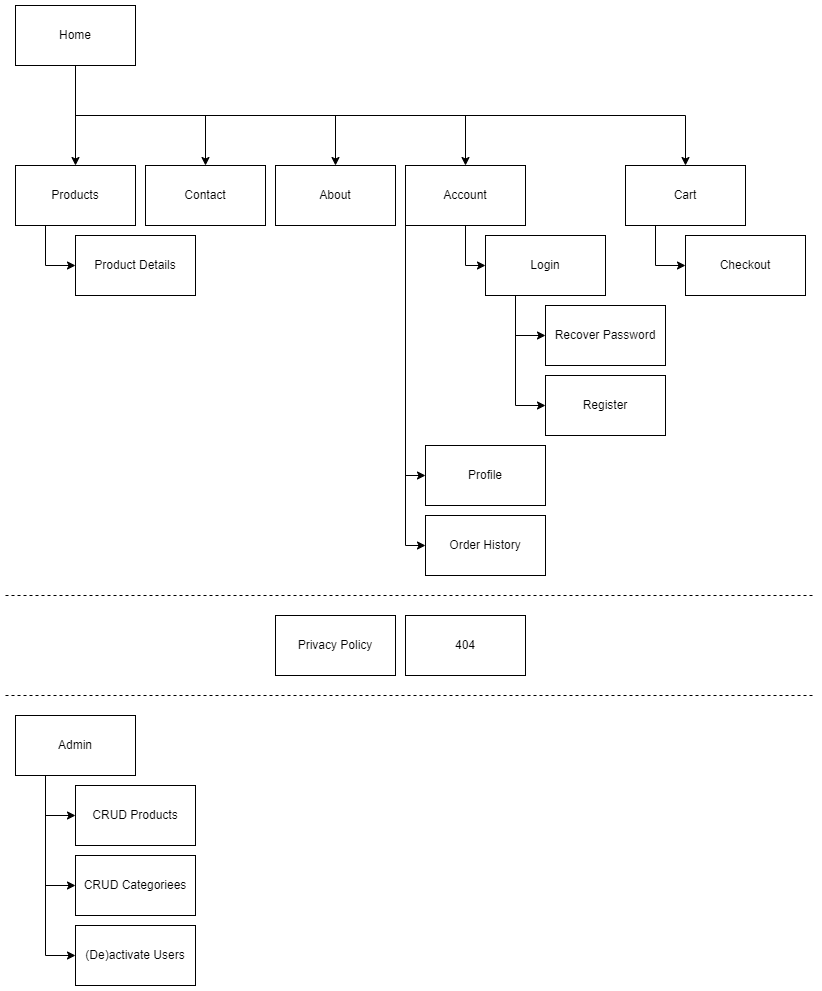 Home
Products
Contact
About
Account
Cart
Product Details
Login
Checkout
Recover Password
Register
Profile
Order History
Privacy Policy
404
Admin
CRUD Products
CRUD Categoriees
(De)activate Users